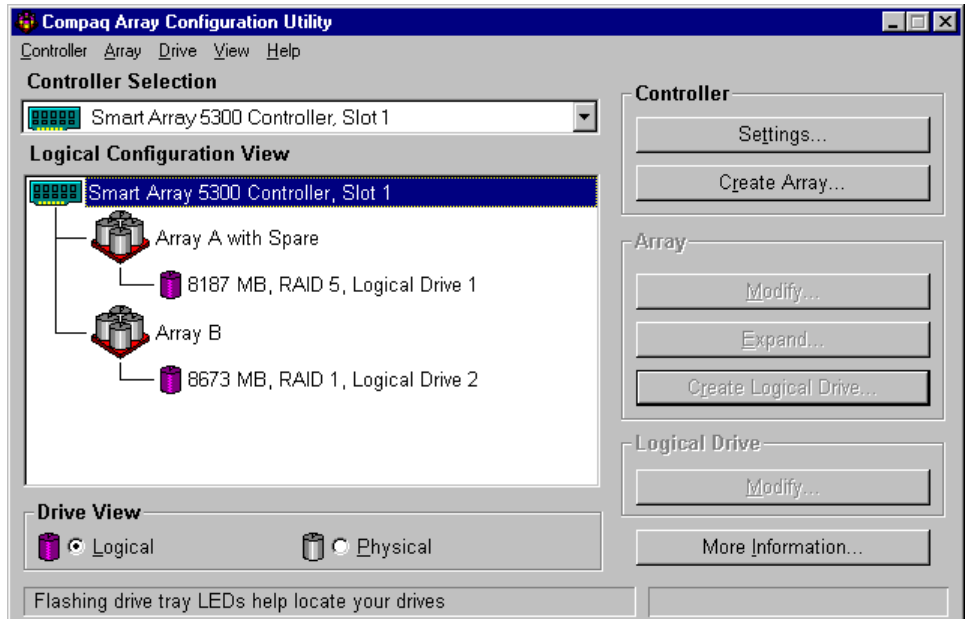 Compaq Array Configuration Utility
Controller Array Drive View Help
Controller Selection
Smart Array 5300 Controller, Slot 1
Logical Configuration View
Smart Array 5300 Controller, Slot 1
Array A with Spare
8187 MB, RAID 5, Logical Drive 1
Array B
8673 MB, RAID 1, Logical Drive 2
Drive View
Logical
Physical
Controller
Settings...
Create Array...
Array
Modify...
Expand...
Create Logical Drive...
Logical Drive
Modify...
More Information...
Flashing drive tray LEDs help locate your drives